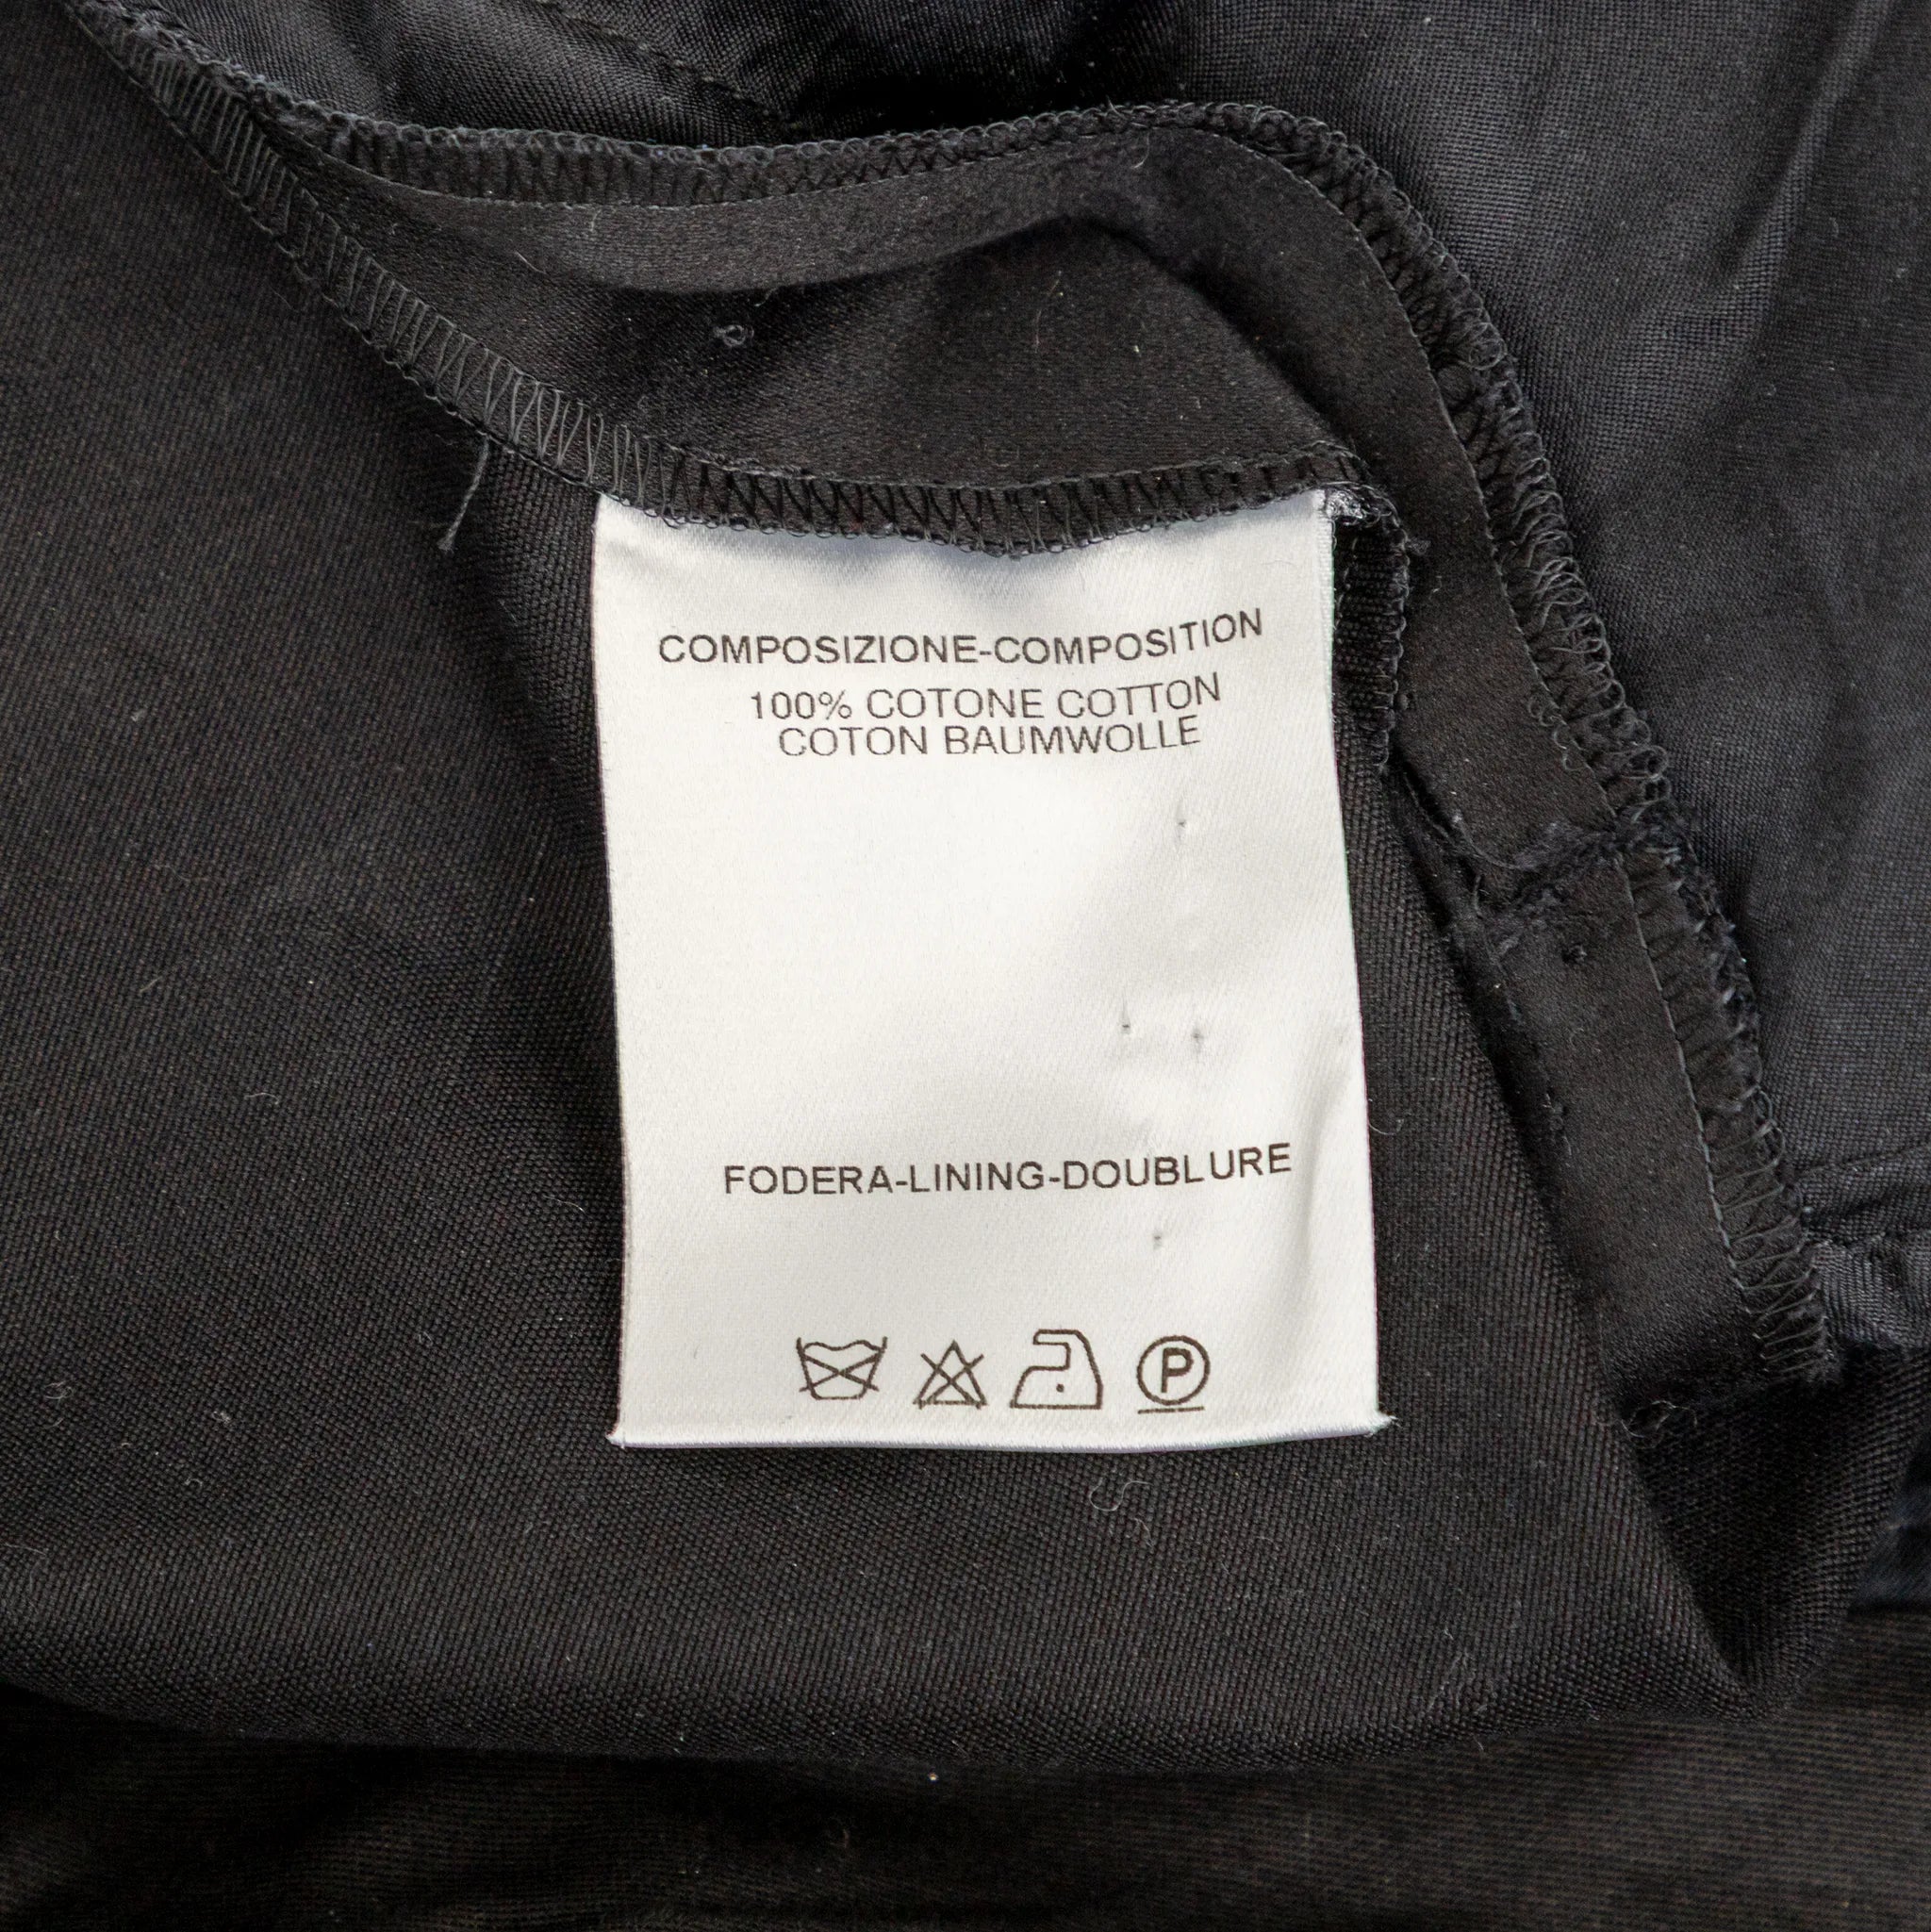 COMPOSIZIONE-COMPOSITION
100% COTONE COTTON
COTON BAUMWOLLE
FODERA-LINING-DOUBLURE
P